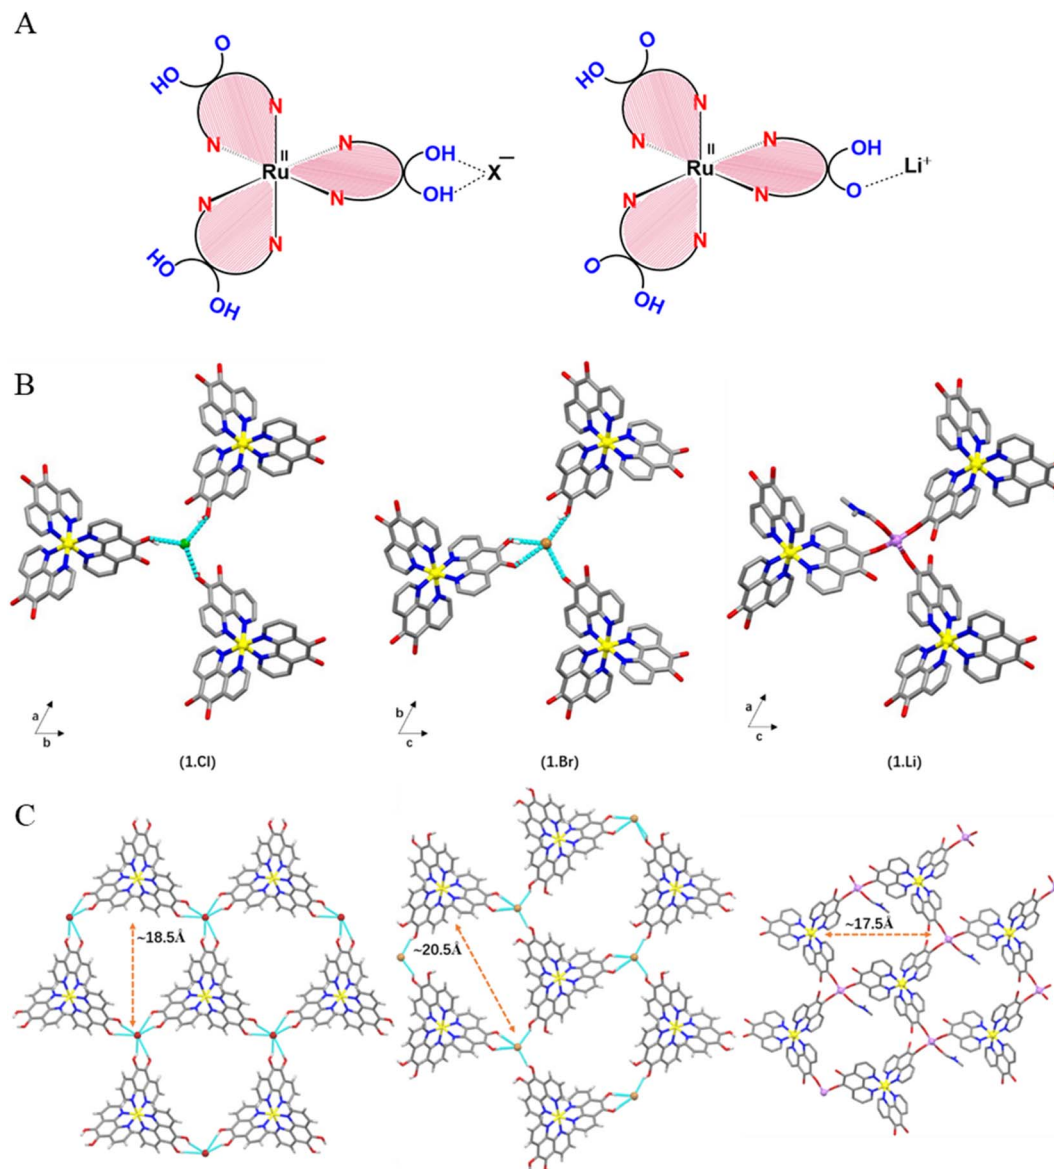 A
HO
O
N
N
II
Ru
N
N
N
N
OH
OH
X−
HO
OH
HO
O
N
N
II
Ru
N
N
N
N
OH
O
Li+
O
HO
B
a
b
(1.Cl)
b
c
(1.Br)
a
c
(1.Li)
C
~18.5Å
~20.5Å
~17.5Å